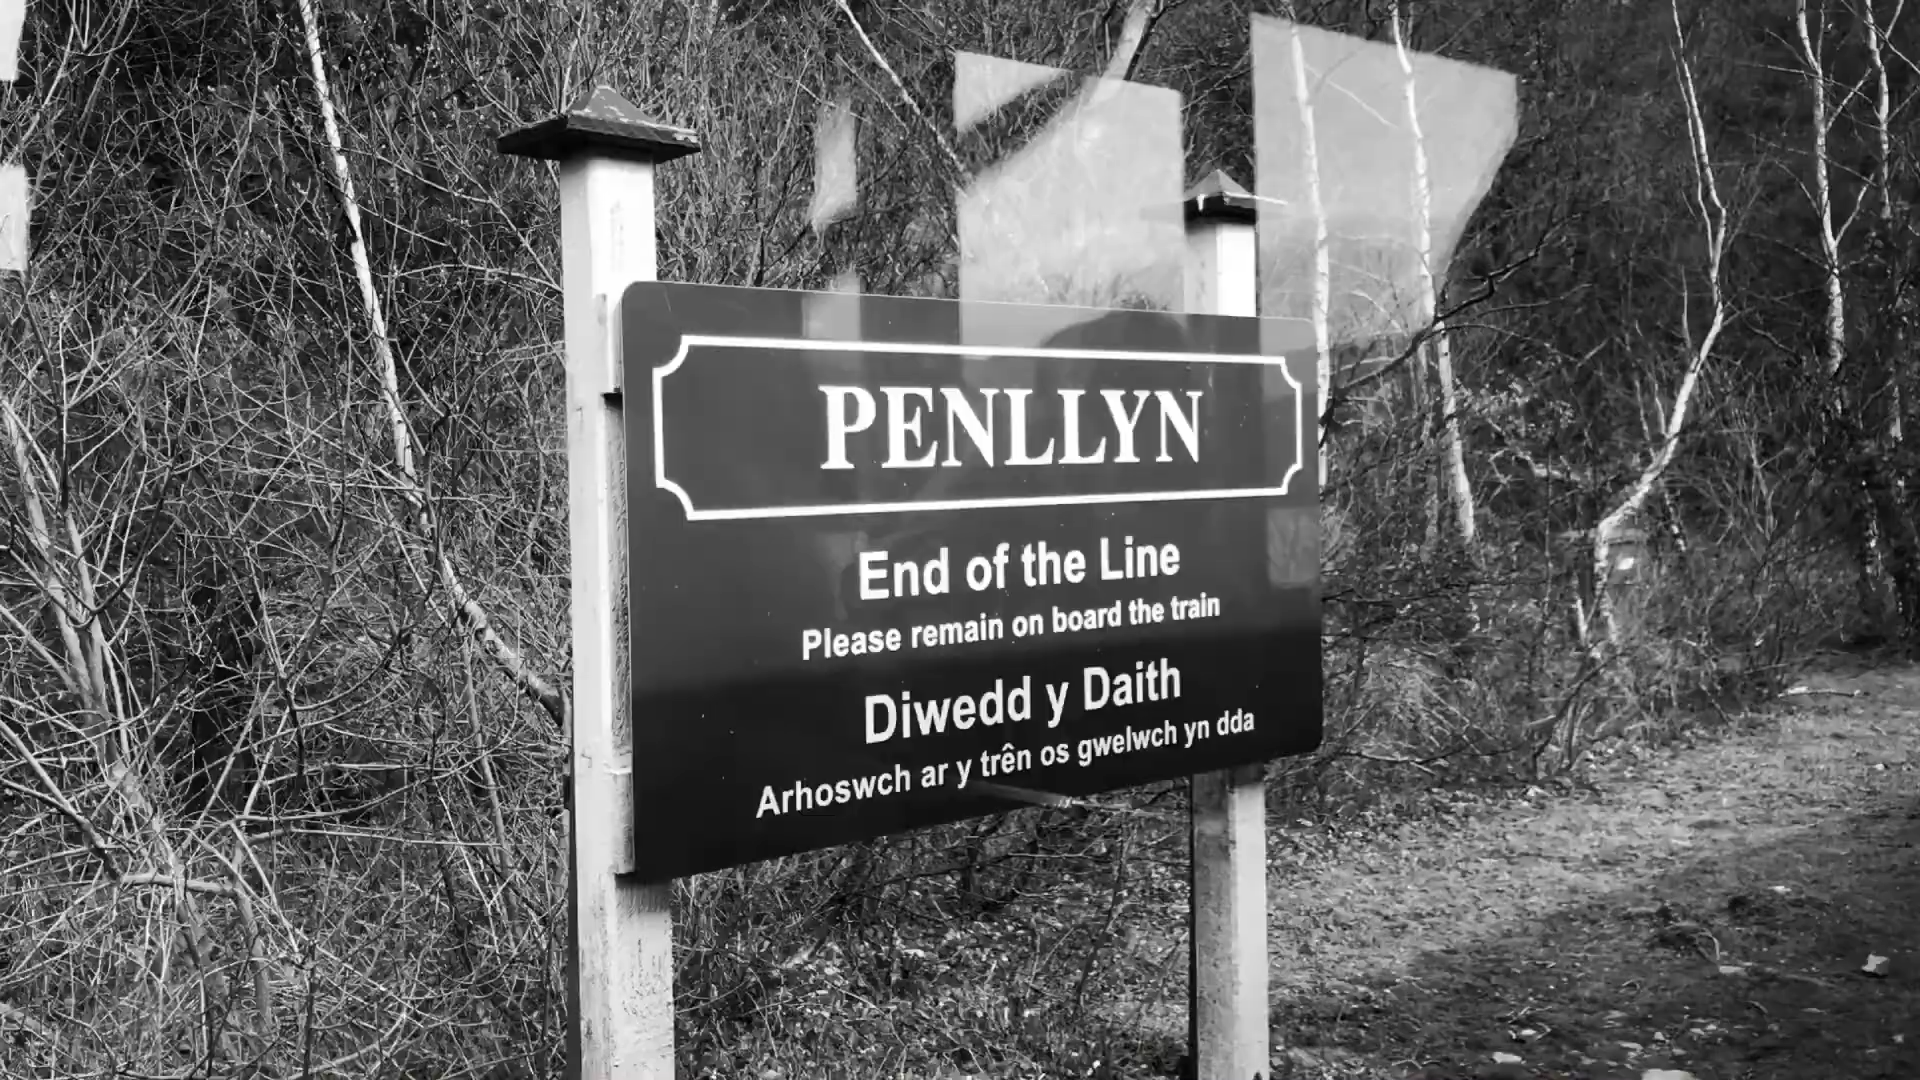 PENLLYN
End of the Line
Please remain on board the train
Diwedd y Daith
Arhoswch ar y trên os gwelwch yn dda